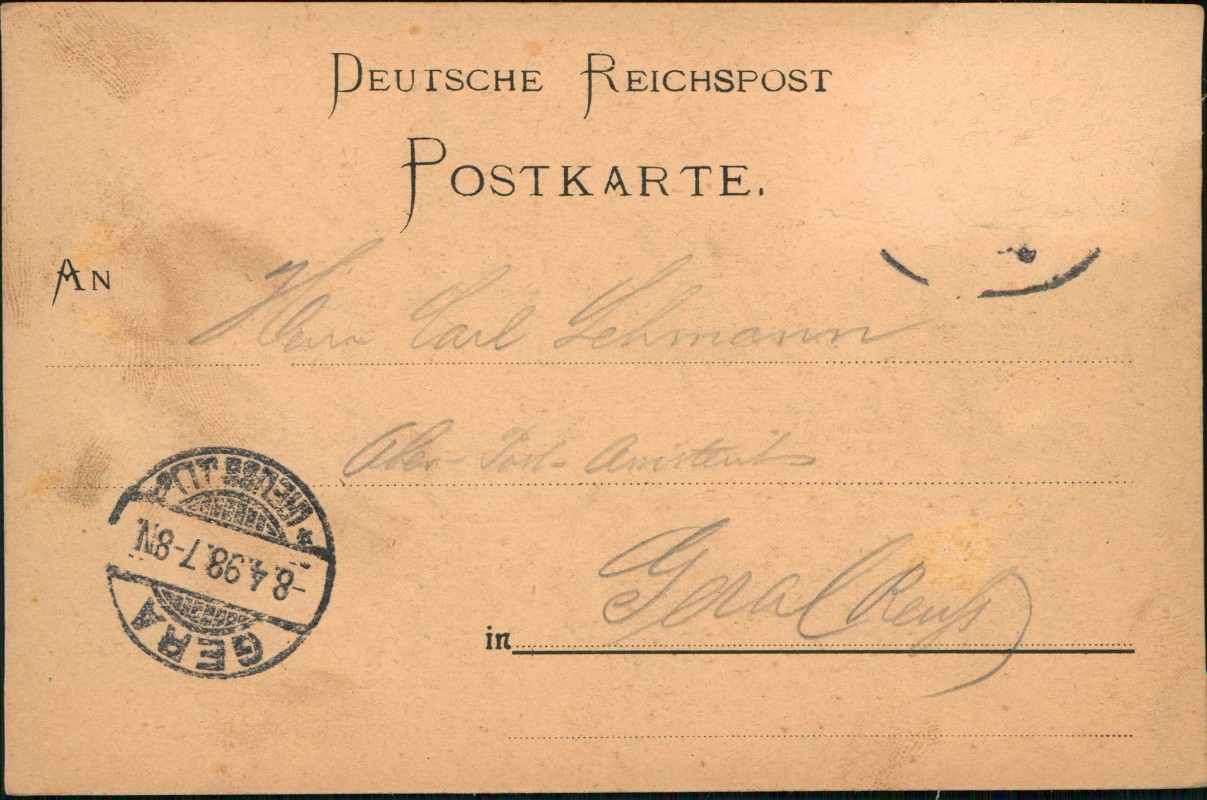 DEUTSCHE REICHSPOST
POSTKARTE.
AN
Herrn Carl Lehmann
Ober-Post-Assistent
in Gera (Reuß)
GERA
-8.4.98.7-8N.